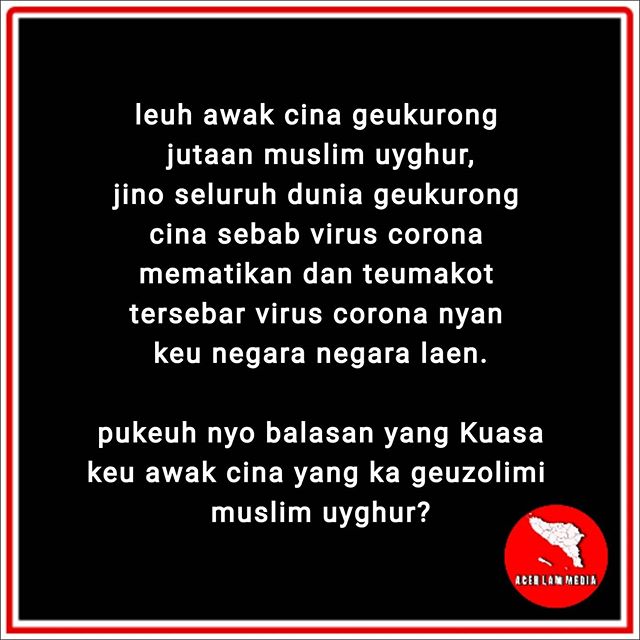 leuh awak cina geukurong
jutaan muslim uyghur,
jino seluruh dunia geukurong
cina sebab virus corona
mematikan dan teumakot
tersebar virus corona nyan
keu negara negara laen.
pukeuh nyo balasan yang Kuasa
keu awak cina yang ka geuzolimi
muslim uyghur?
ACEH LAM MEDIA